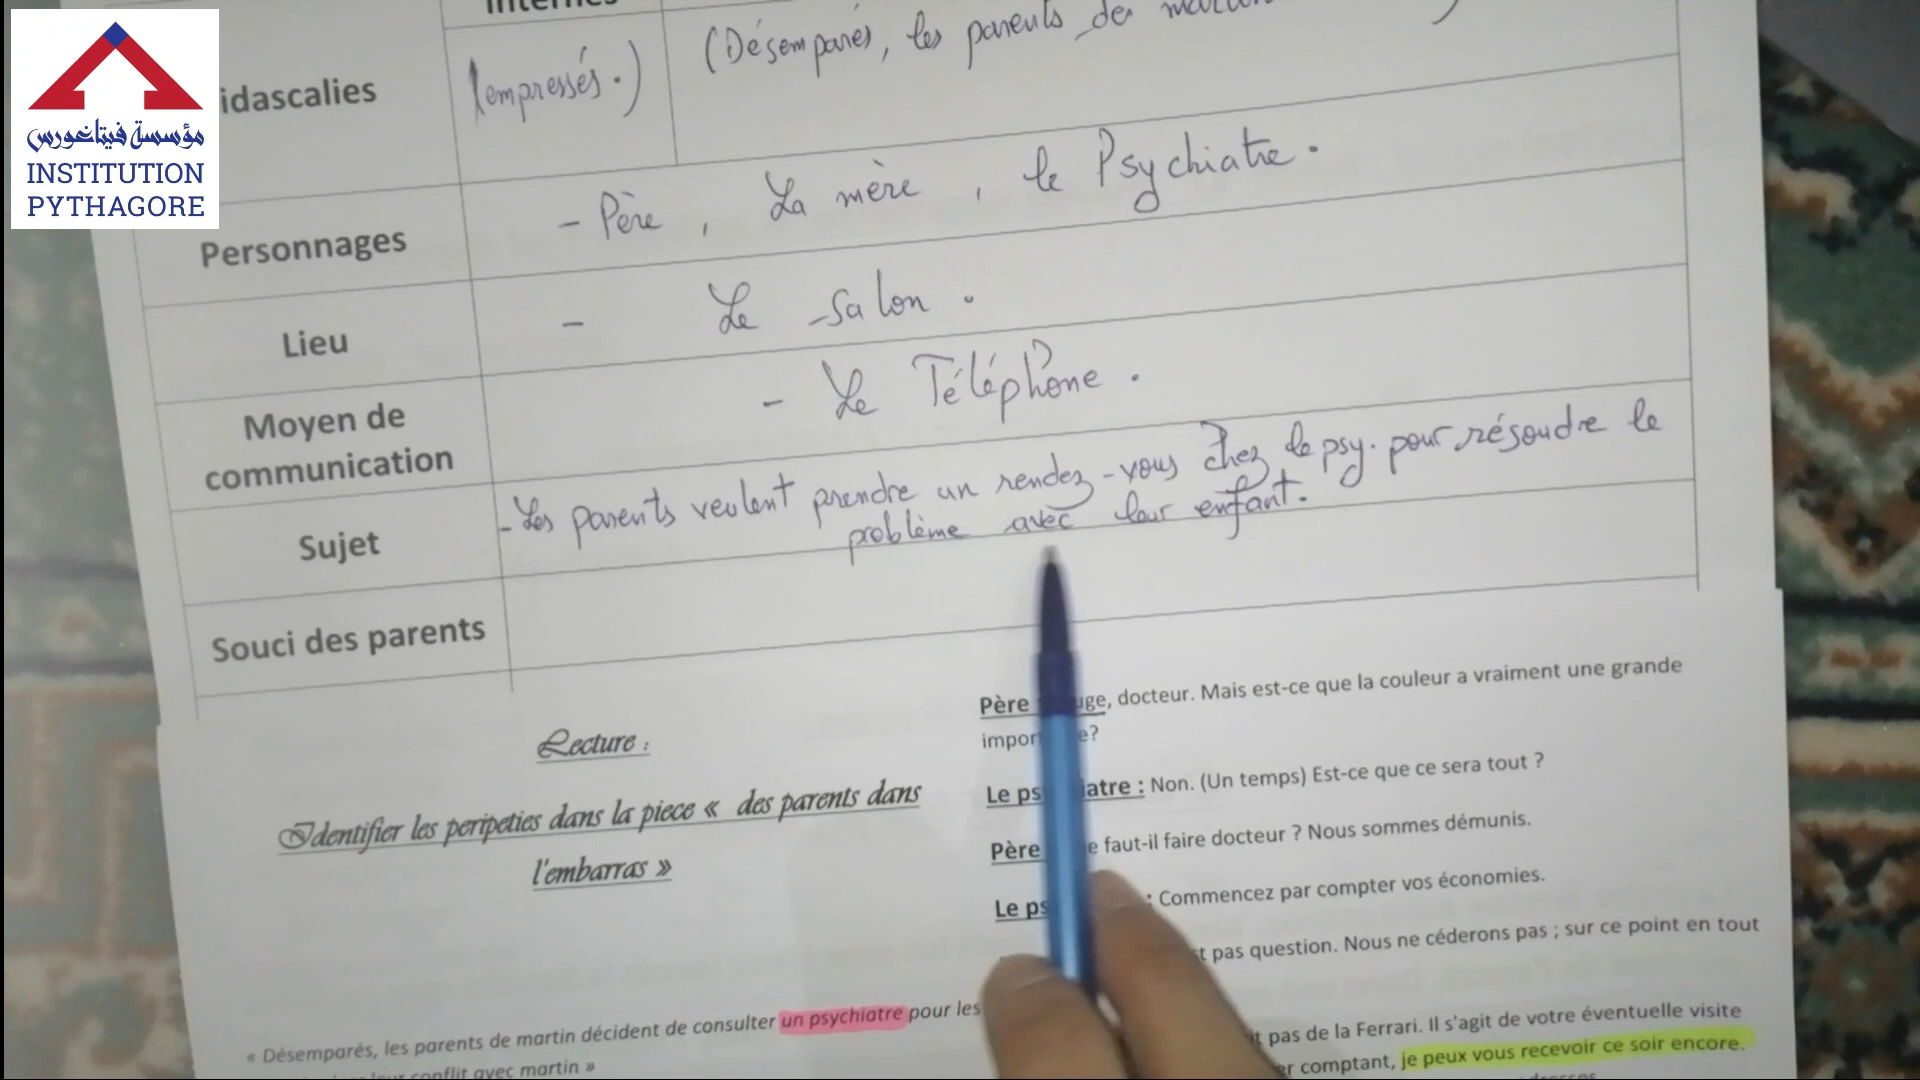 مؤسسة فيتاغورس
INSTITUTION
PYTHAGORE
Internes
idascalies
(empressés.)
(Désemparés, les parents de
Personnages
- Père, La mère, le Psychiatre.
Lieu
- Le salon.
Moyen de
communication
- Le Téléphone.
Sujet
- Les parents veulent prendre un rendez-vous chez le psy. pour résoudre le
problème avec leur enfant.
Souci des parents
Lecture :
Identifier les peripeties dans la piece « des parents dans
l'embarras »
« Désemparés, les parents de martin décident de consulter un psychiatre pour les
conflit avec martin »
Père
, docteur. Mais est-ce que la couleur a vraiment une grande
Le psychiatre : Non. (Un temps) Est-ce que ce sera tout ?
Père
faut-il faire docteur ? Nous sommes démunis.
Le
: Commencez par compter vos économies.
pas question. Nous ne céderons pas ; sur ce point en tout
pas de la Ferrari. Il s'agit de votre éventuelle visite
comptant, je peux vous recevoir ce soir encore.